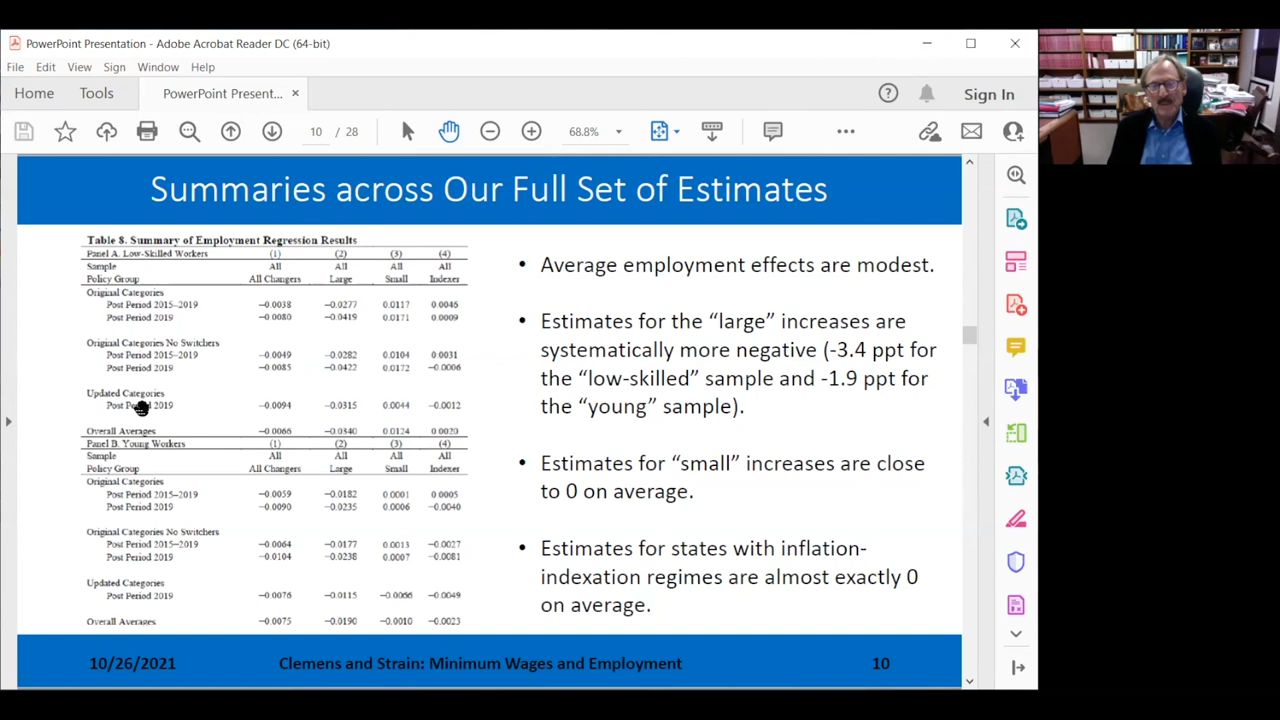 PowerPoint Presentation - Adobe Acrobat Reader DC (64-bit)
File Edit View Sign Window Help
Home Tools PowerPoint Present... × Sign In
10 / 28 68.8%
Summaries across Our Full Set of Estimates
Table 8. Summary of Employment Regression Results
Panel A. Low-Skilled Workers (1) (2) (3) (4)
Sample All All All All
Policy Group All Changers Large Small Indexer
Original Categories
Post Period 2015–2019 −0.0038 −0.0277 0.0117 0.0046
Post Period 2019 −0.0080 −0.0419 0.0171 0.0009
Original Categories No Switchers
Post Period 2015–2019 −0.0049 −0.0282 0.0104 0.0031
Post Period 2019 −0.0085 −0.0422 0.0172 −0.0006
Updated Categories
Post Period 2019 −0.0094 −0.0315 0.0044 −0.0012
Overall Averages −0.0066 −0.0340 0.0124 0.0020
Panel B. Young Workers (1) (2) (3) (4)
Sample All All All All
Policy Group All Changers Large Small Indexer
Original Categories
Post Period 2015–2019 −0.0059 −0.0182 0.0001 0.0005
Post Period 2019 −0.0090 −0.0235 0.0006 −0.0040
Original Categories No Switchers
Post Period 2015–2019 −0.0064 −0.0177 0.0013 −0.0027
Post Period 2019 −0.0104 −0.0238 0.0007 −0.0081
Updated Categories
Post Period 2019 −0.0076 −0.0115 −0.0066 −0.0049
Overall Averages −0.0075 −0.0190 −0.0010 −0.0023
• Average employment effects are modest.
• Estimates for the “large” increases are
systematically more negative (-3.4 ppt for
the “low-skilled” sample and -1.9 ppt for
the “young” sample).
• Estimates for “small” increases are close
to 0 on average.
• Estimates for states with inflation-
indexation regimes are almost exactly 0
on average.
10/26/2021 Clemens and Strain: Minimum Wages and Employment 10